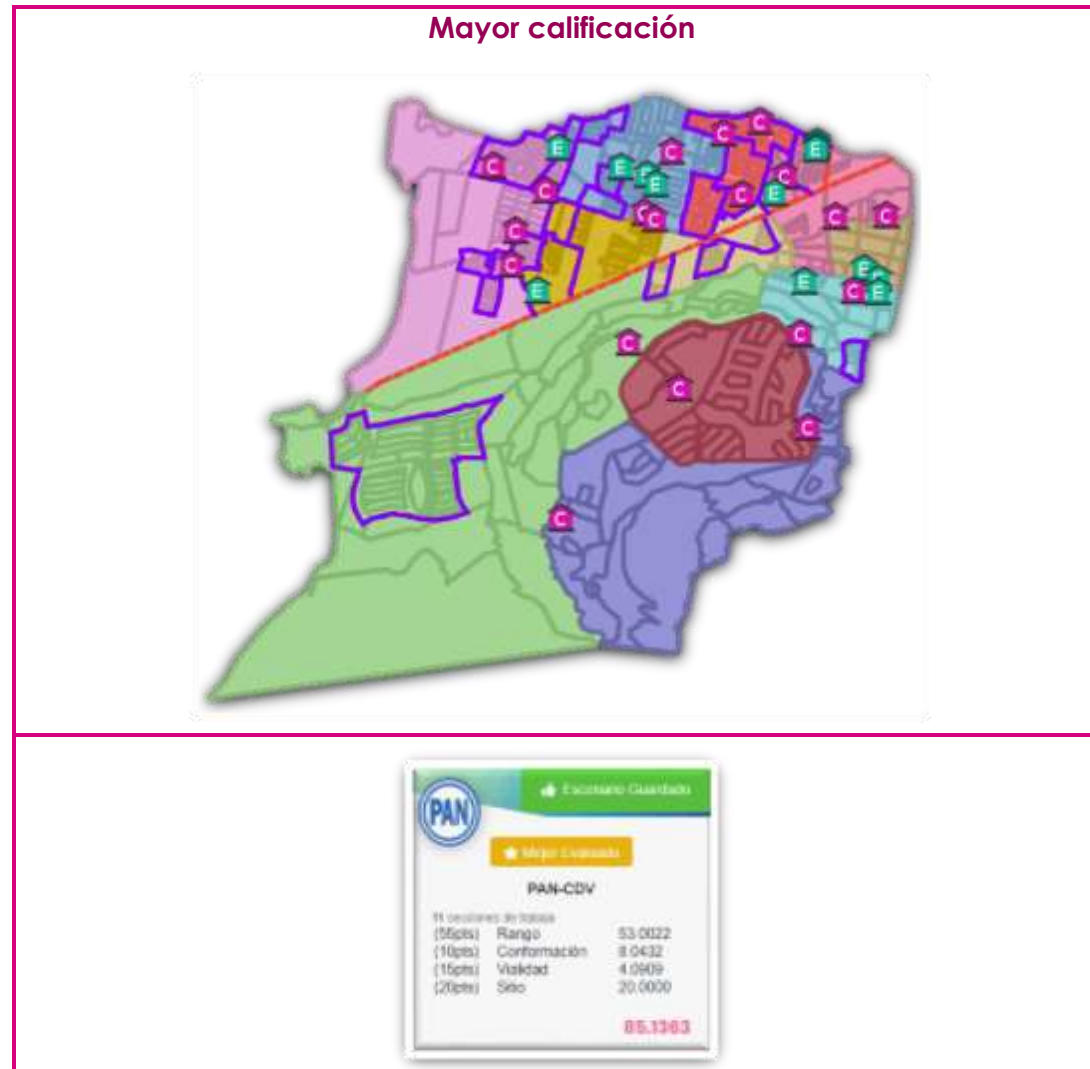 Mayor calificación
C
C
E
C
C
E
E
E
E
C
C
C
C
E
C
C
C
C
C
E
C
C
E
E
E
C
E
C
C
C
C
C
PAN
Escenario Guardado
Mejor Evaluado
PAN-CDV
11 secciones de trabajo
(55pts) Rango 53.0022
(10pts) Conformación 8.0432
(15pts) Vialidad 4.0909
(20pts) Sitio 20.0000
85.1363